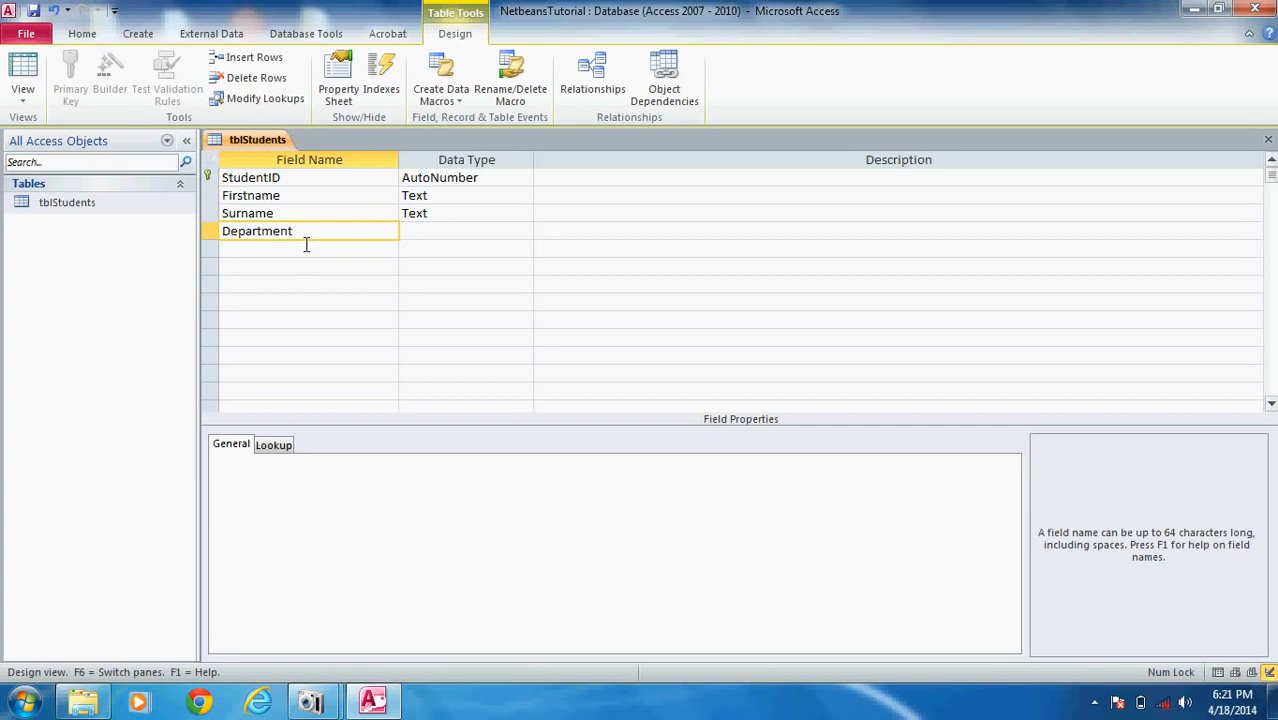 Table Tools
NetbeansTutorial : Database (Access 2007 - 2010) - Microsoft Access
File
Home
Create
External Data
Database Tools
Acrobat
Design
View
Primary Key
Builder
Test Validation Rules
Insert Rows
Delete Rows
Modify Lookups
Property Sheet
Indexes
Create Data Macros
Rename/Delete Macro
Relationships
Object Dependencies
Views
Tools
Show/Hide
Field, Record & Table Events
Relationships
All Access Objects
Search...
Tables
tblStudents
tblStudents
Field Name Data Type Description
StudentID AutoNumber
Firstname Text
Surname Text
Department
Field Properties
General Lookup
A field name can be up to 64 characters long,
including spaces. Press F1 for help on field
names.
Design view. F6 = Switch panes. F1 = Help.
Num Lock
6:21 PM
4/18/2014